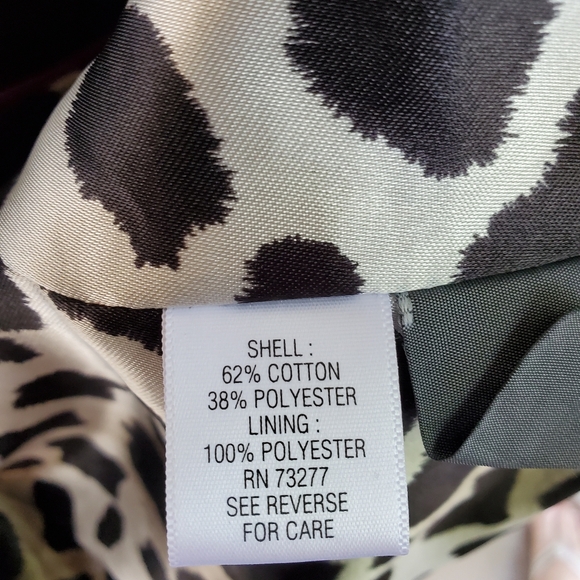 SHELL :
62% COTTON
38% POLYESTER
LINING :
100% POLYESTER
RN 73277
SEE REVERSE
FOR CARE